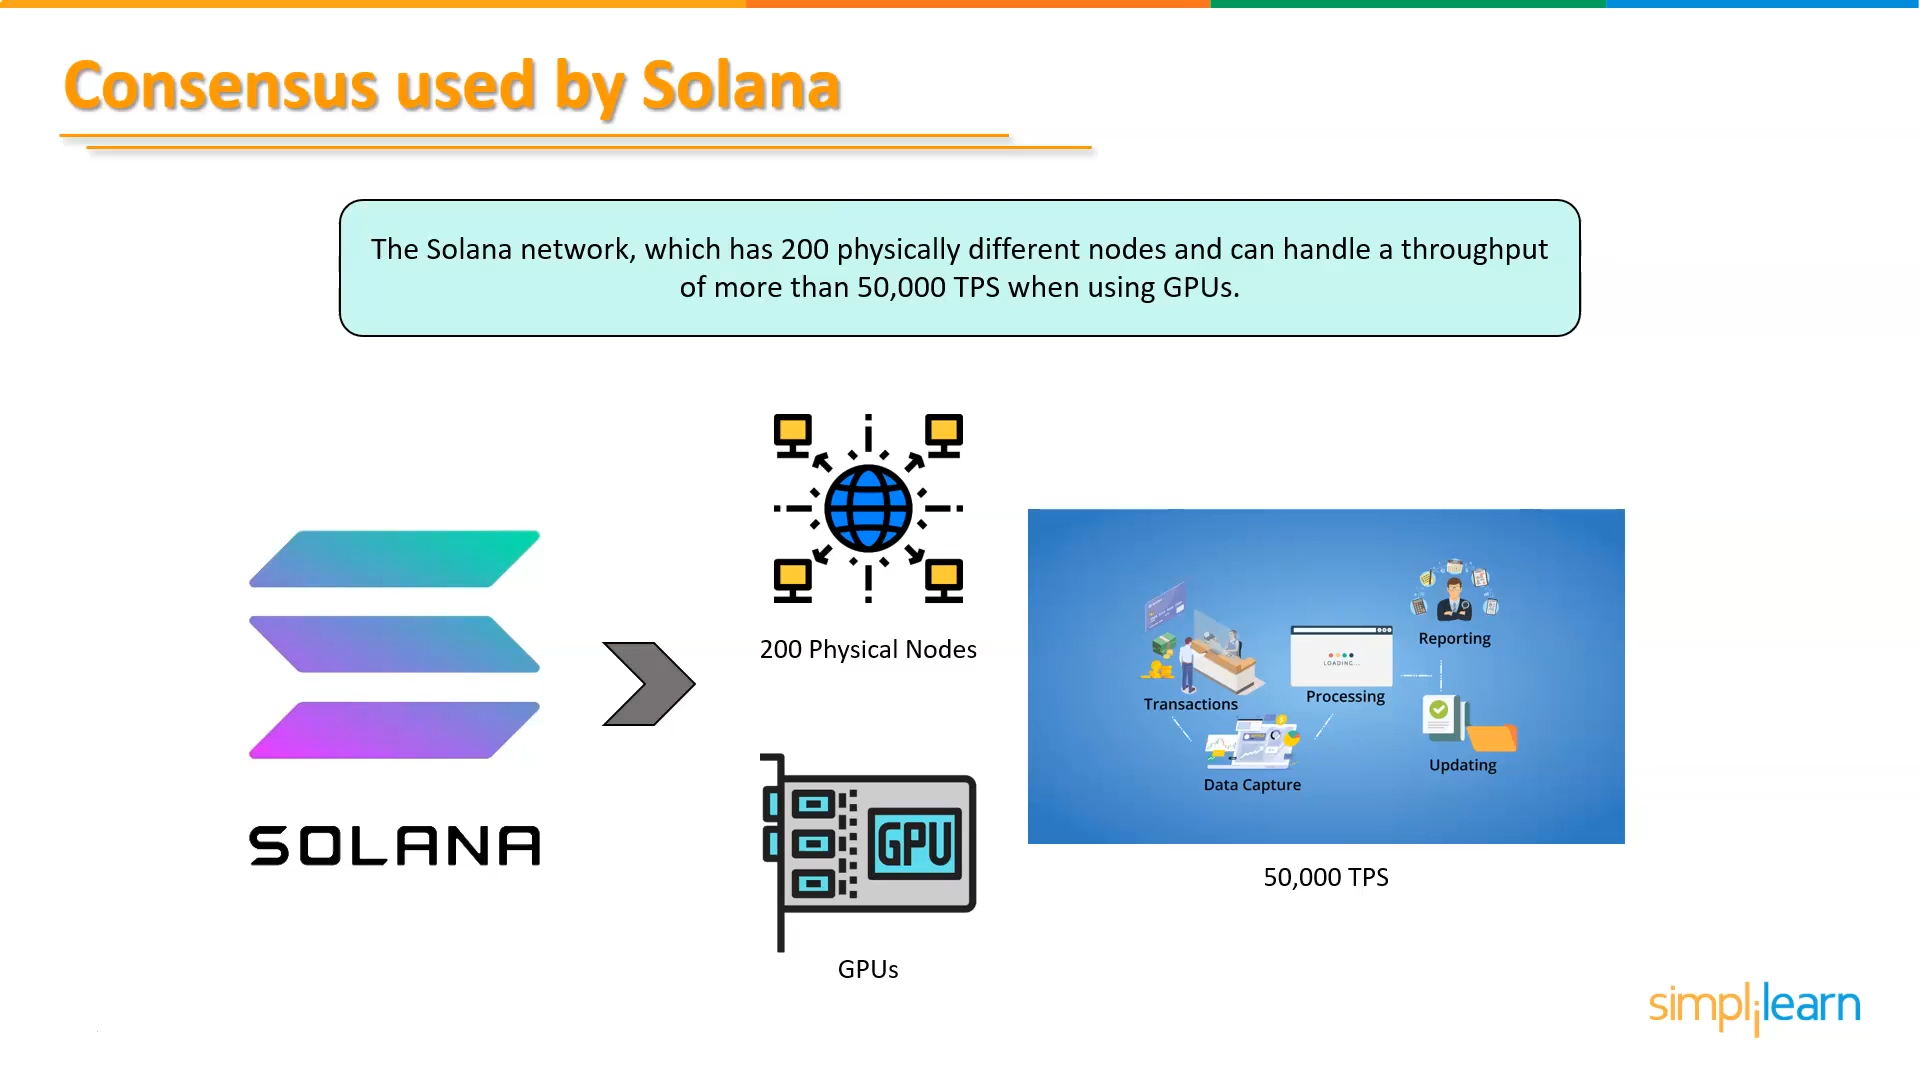 Consensus used by Solana
The Solana network, which has 200 physically different nodes and can handle a throughput
of more than 50,000 TPS when using GPUs.
200 Physical Nodes
SOLANA
GPU
GPUs
Transactions
LOADING...
Processing
Reporting
Data Capture
Updating
50,000 TPS
simplilearn